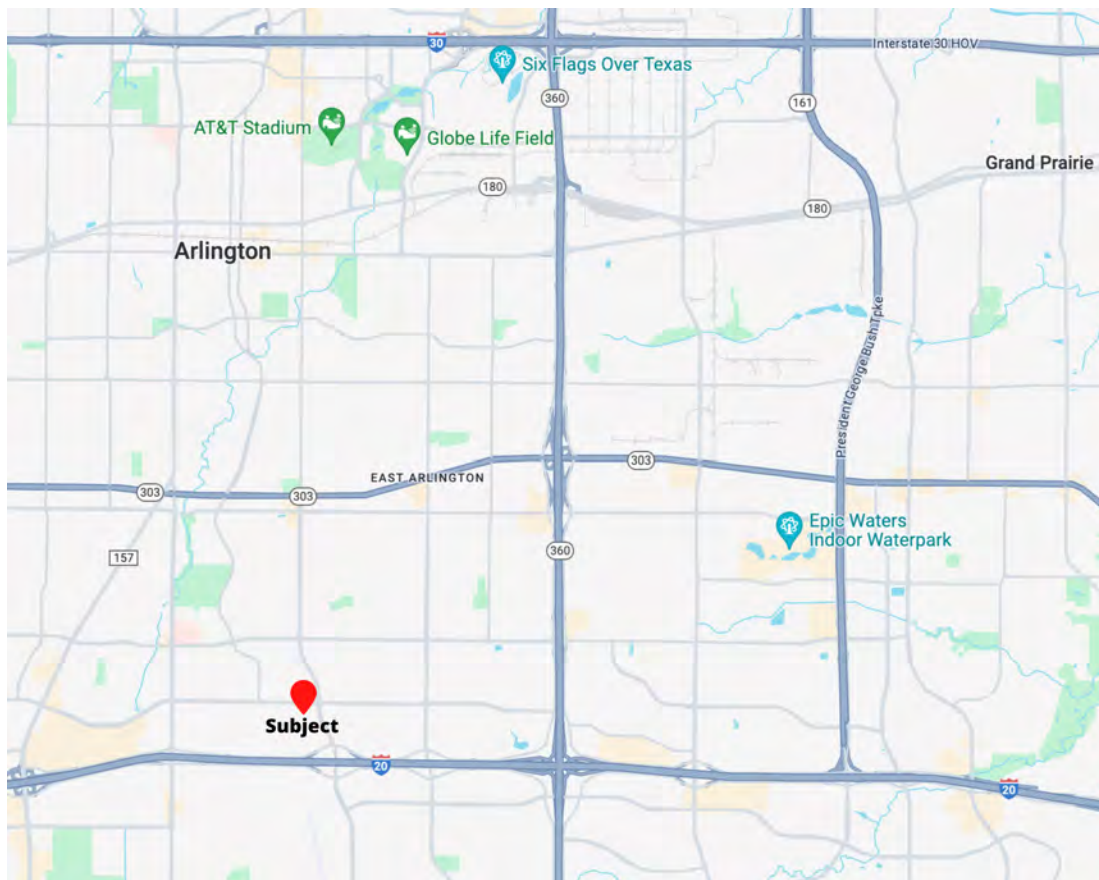 30
Interstate 30 HOV
Six Flags Over Texas
360
161
AT&T Stadium
Globe Life Field
Grand Prairie
180
180
Arlington
President George Bush Tpke
303
EAST ARLINGTON
303
303
Epic Waters
Indoor Waterpark
157
360
Subject
20
20